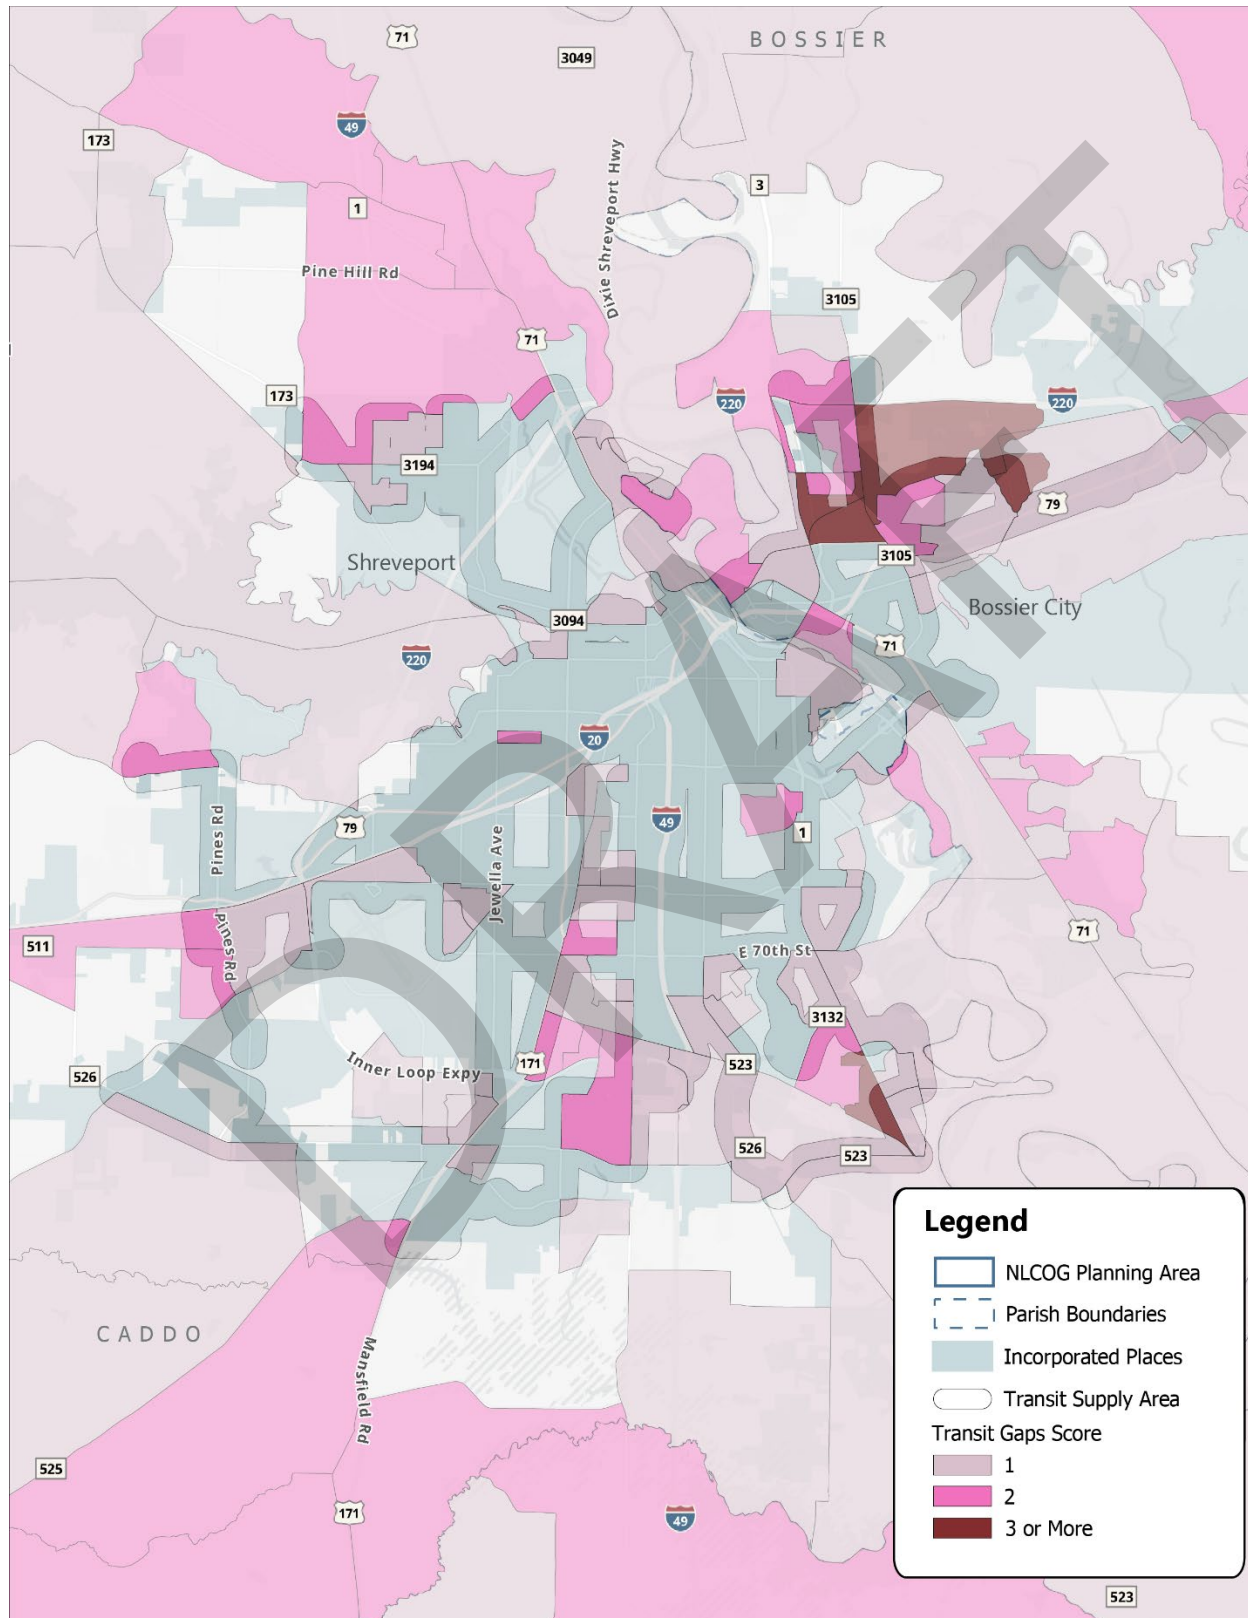 71
BOSSIER
3049
49
173
3
1
Dixie Shreveport Hwy
Pine Hill Rd
3105
71
173
220
220
3194
79
3105
Shreveport
Bossier City
3094
71
220
20
79
49
1
Pines Rd
Jewella Ave
71
511
Pines Rd
E 70th St
3132
171
523
526
Inner Loop Expy
526
523
CADDO
Mansfield Rd
525
171
49
523
DRAFT
Legend
NLCOG Planning Area
Parish Boundaries
Incorporated Places
Transit Supply Area
Transit Gaps Score
1
2
3 or More